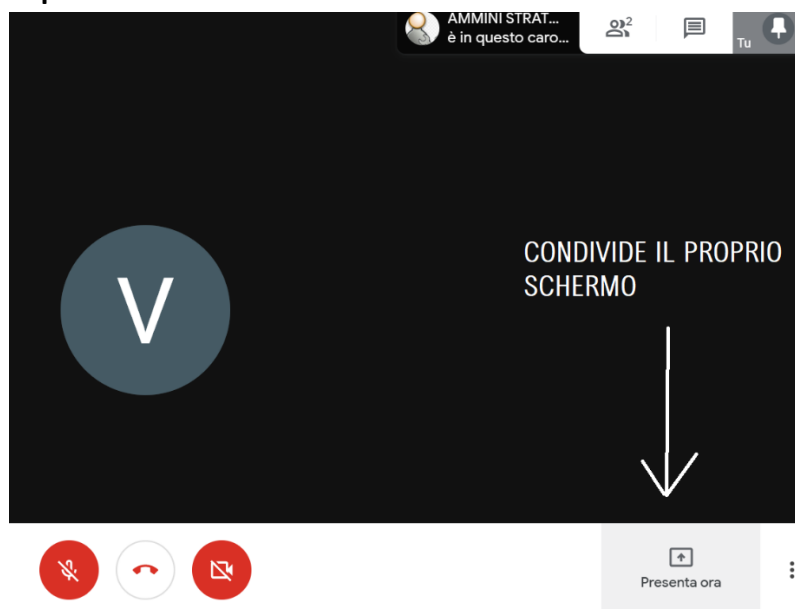 AMMINI STRAT...
è in questo caro...
2
Tu
V
CONDIVIDE IL PROPRIO
SCHERMO
Presenta ora